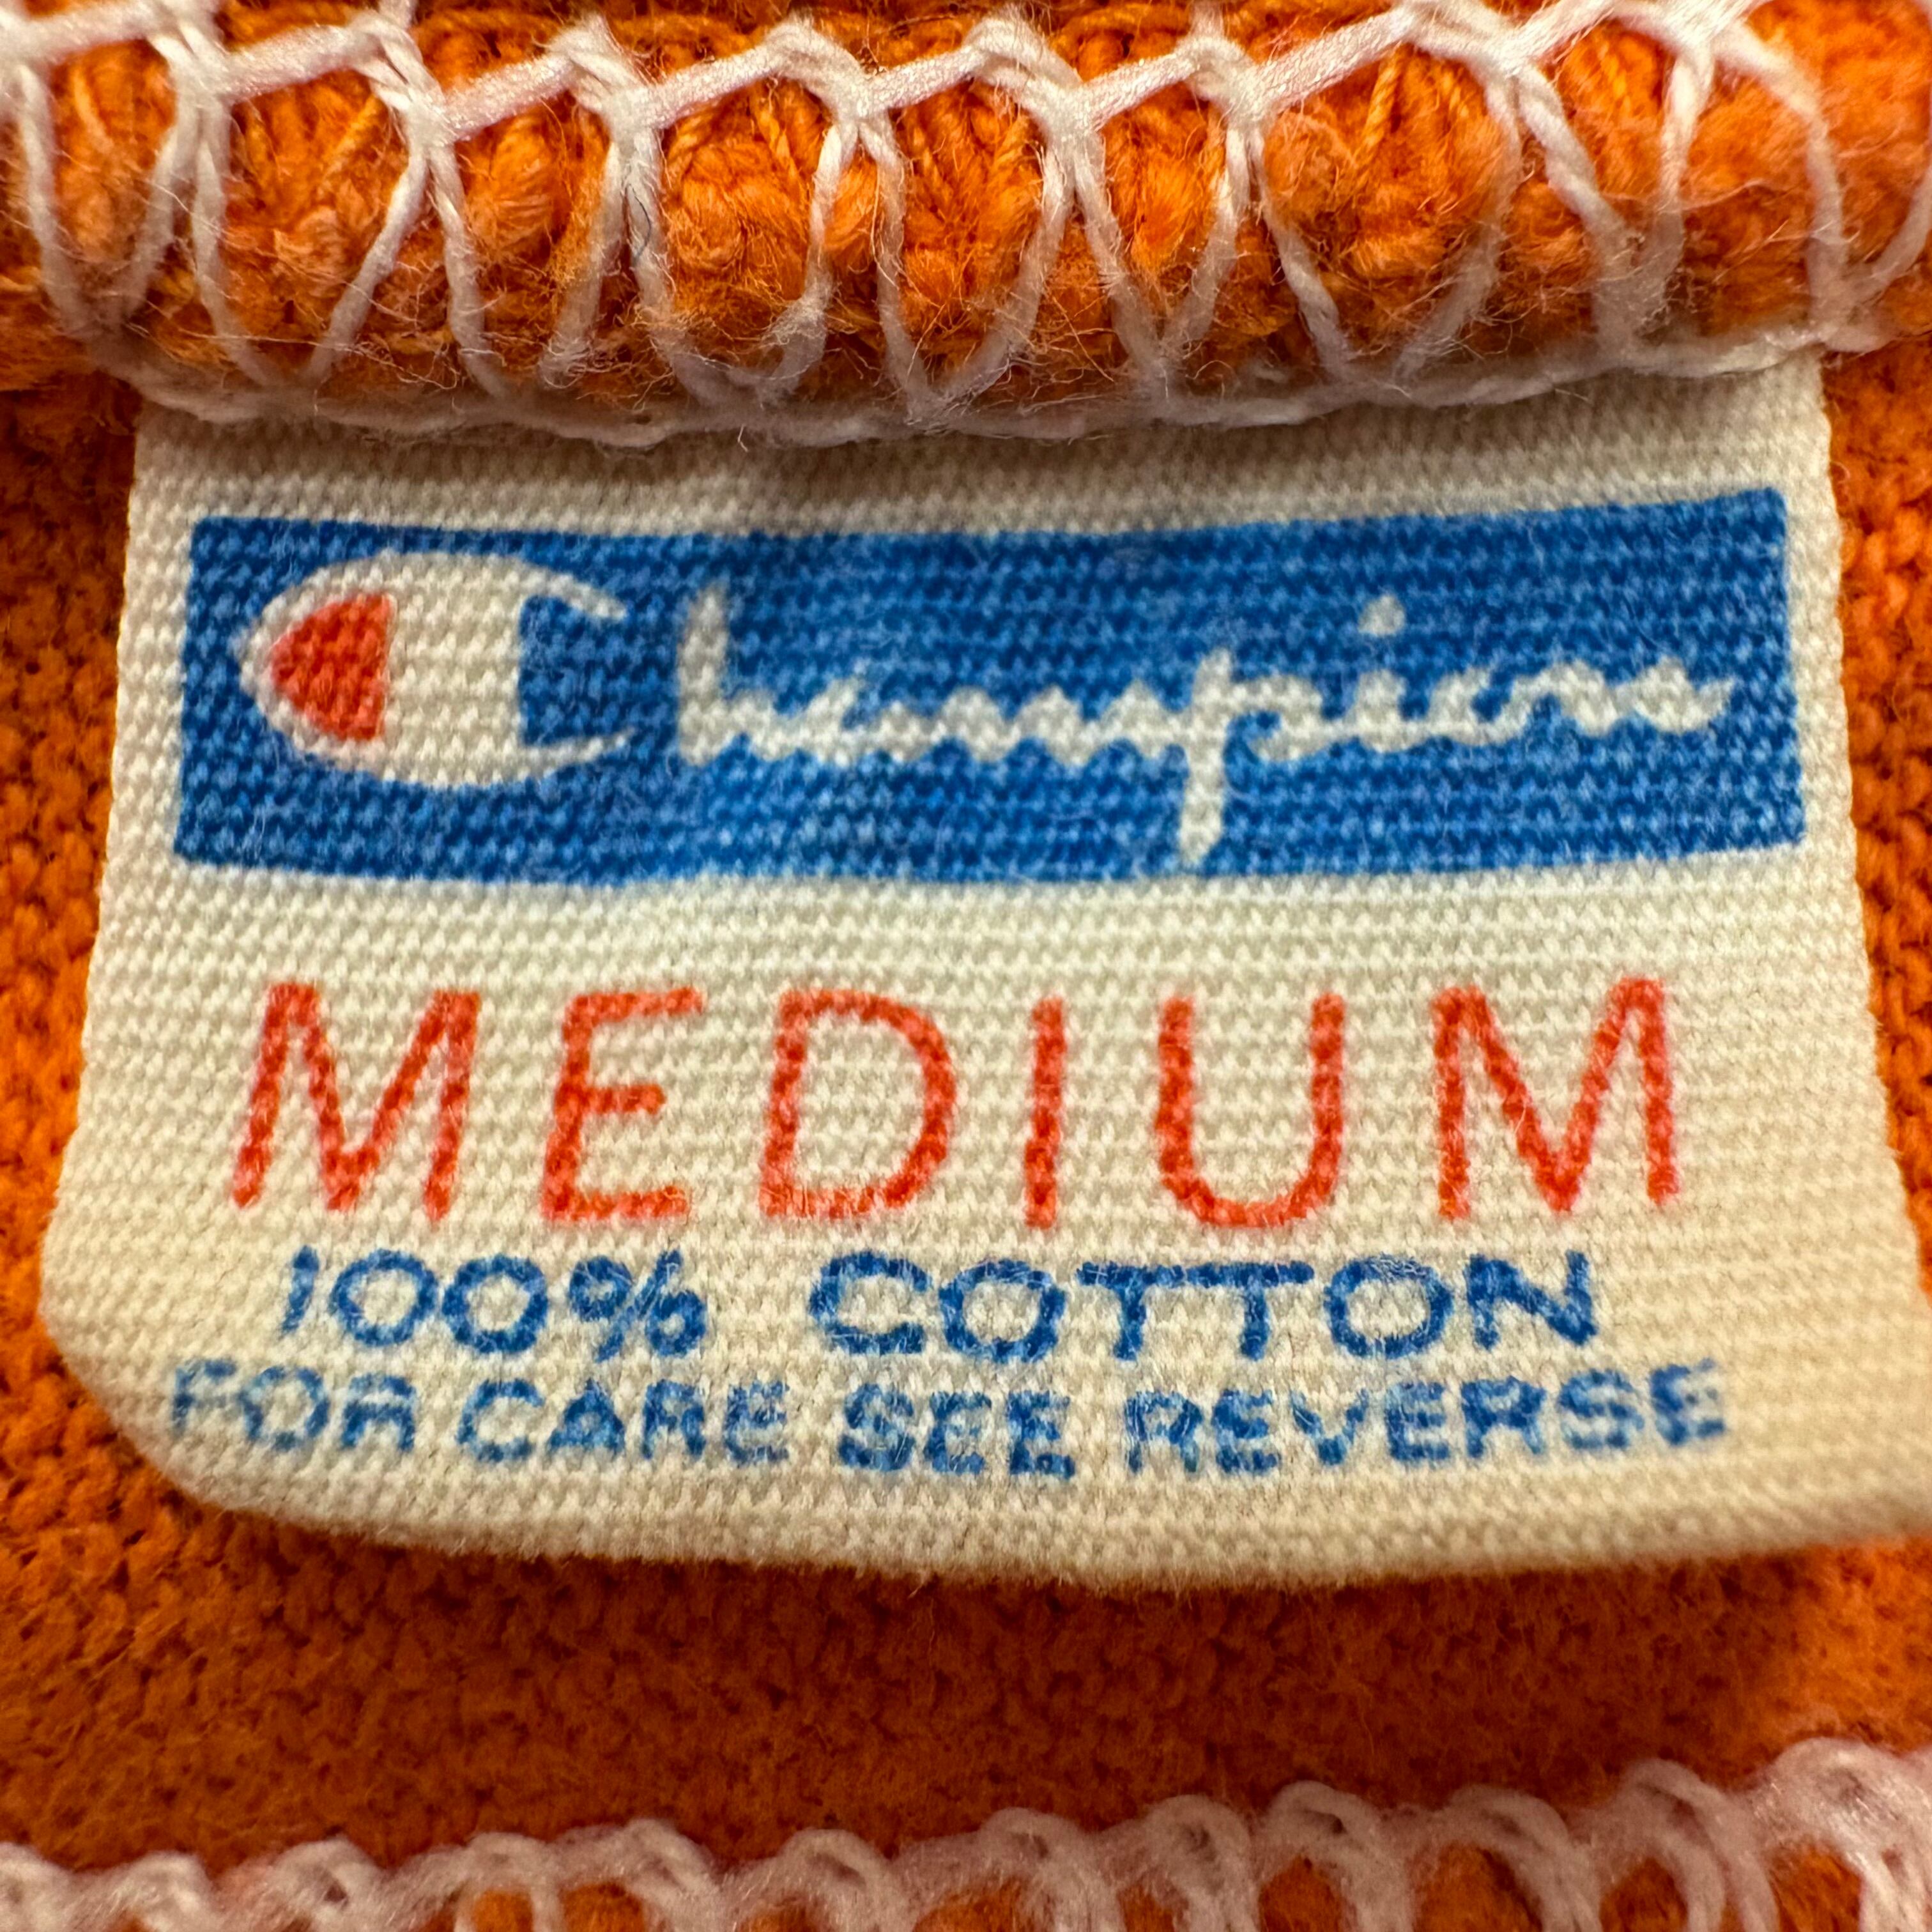 Champion
MEDIUM
100% COTTON
FOR CARE SEE REVERSE